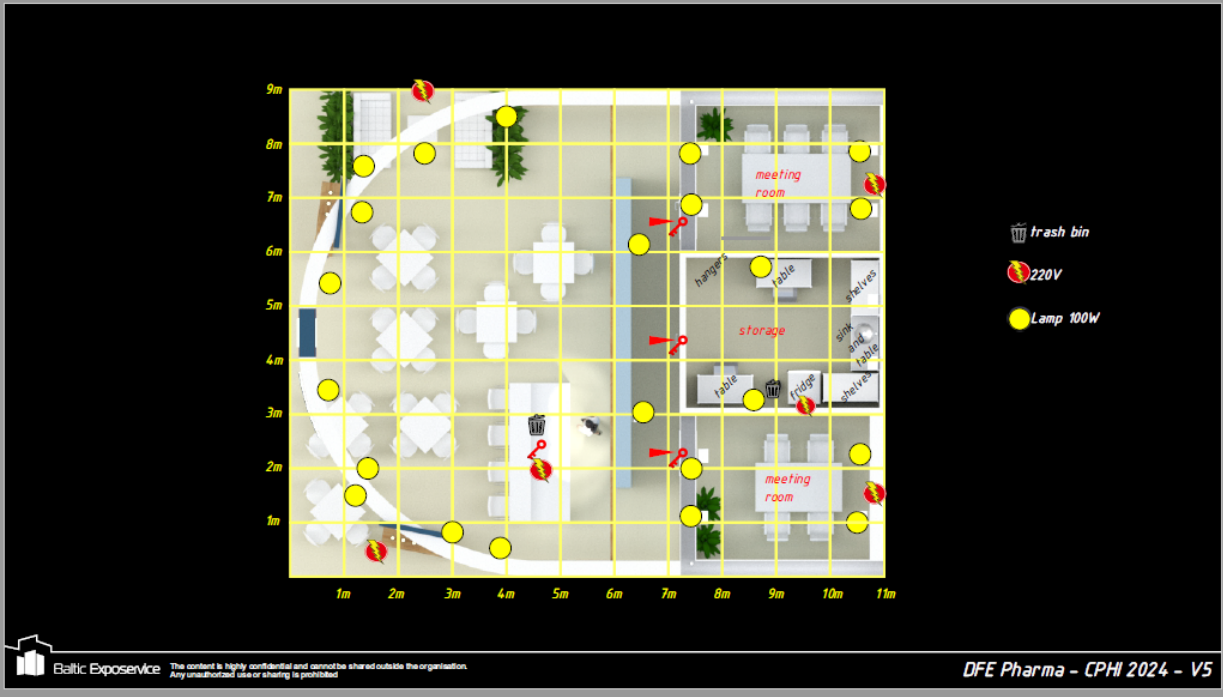 9m
8m
7m
6m
5m
4m
3m
2m
1m
meeting
room
hangers
table
shelves
storage
sink
and
table
table
fridge
shelves
meeting
room
1m
2m
3m
4m
5m
6m
7m
8m
9m
10m
11m
trash bin
220V
Lamp 100W
Baltic Exposervice
The content is highly confidential and cannot be shared outside the organisation.
Any unauthorized use or sharing is prohibited
DFE Pharma - CPHI 2024 - V5